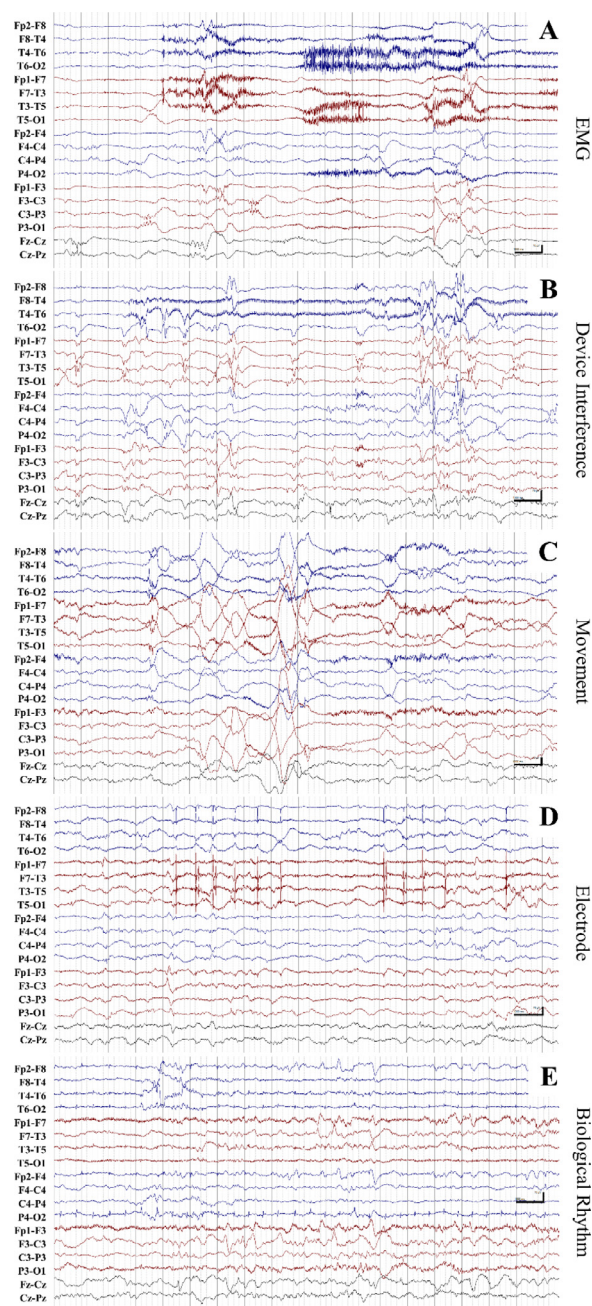 A
Fp2-F8
F8-T4
T4-T6
T6-O2
Fp1-F7
F7-T3
T3-T5
T5-O1
Fp2-F4
F4-C4
C4-P4
P4-O2
Fp1-F3
F3-C3
C3-P3
P3-O1
Fz-Cz
Cz-Pz
EMG
B
Fp2-F8
F8-T4
T4-T6
T6-O2
Fp1-F7
F7-T3
T3-T5
T5-O1
Fp2-F4
F4-C4
C4-P4
P4-O2
Fp1-F3
F3-C3
C3-P3
P3-O1
Fz-Cz
Cz-Pz
Device Interference
C
Fp2-F8
F8-T4
T4-T6
T6-O2
Fp1-F7
F7-T3
T3-T5
T5-O1
Fp2-F4
F4-C4
C4-P4
P4-O2
Fp1-F3
F3-C3
C3-P3
P3-O1
Fz-Cz
Cz-Pz
Movement
D
Fp2-F8
F8-T4
T4-T6
T6-O2
Fp1-F7
F7-T3
T3-T5
T5-O1
Fp2-F4
F4-C4
C4-P4
P4-O2
Fp1-F3
F3-C3
C3-P3
P3-O1
Fz-Cz
Cz-Pz
Electrode
E
Fp2-F8
F8-T4
T4-T6
T6-O2
Fp1-F7
F7-T3
T3-T5
T5-O1
Fp2-F4
F4-C4
C4-P4
P4-O2
Fp1-F3
F3-C3
C3-P3
P3-O1
Fz-Cz
Cz-Pz
Biological Rhythm